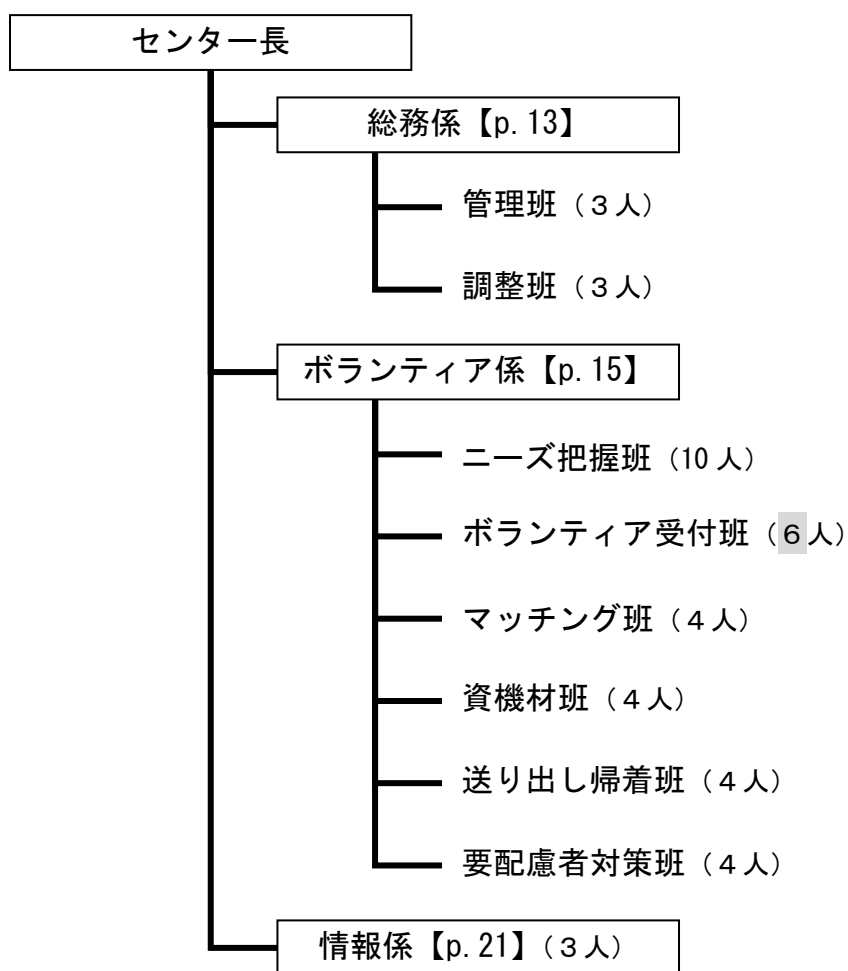 センター長
総務係【p.13】
管理班（３人）
調整班（３人）
ボランティア係【p.15】
ニーズ把握班（10人）
ボランティア受付班（６人）
マッチング班（４人）
資機材班（４人）
送り出し帰着班（４人）
要配慮者対策班（４人）
情報係【p.21】（３人）